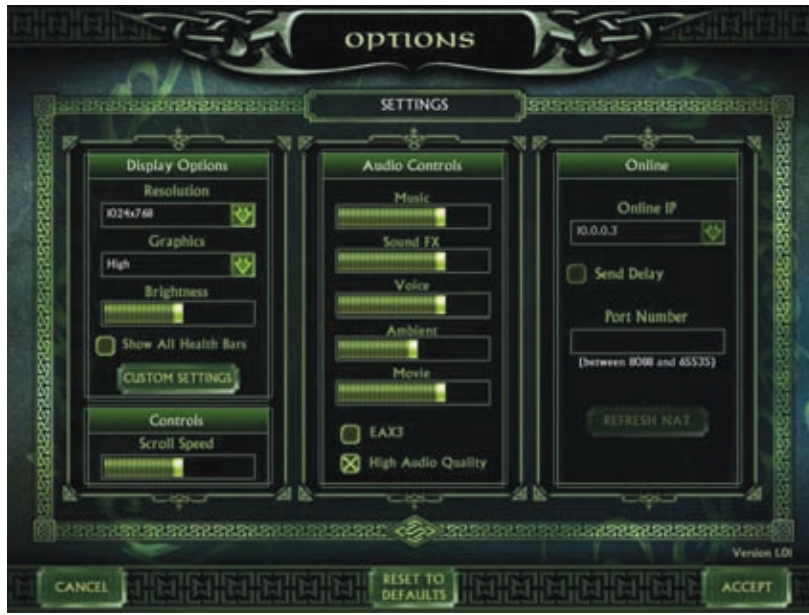 OPTIONS
SETTINGS
Display Options
Resolution
1024x768
Graphics
High
Brightness
Show All Health Bars
CUSTOM SETTINGS
Controls
Scroll Speed
Audio Controls
Music
Sound FX
Voice
Ambient
Movie
EAX3
High Audio Quality
Online
Online IP
10.0.0.3
Send Delay
Port Number
(between 8088 and 65535)
REFRESH NAT
Version 1.01
CANCEL
RESET TO
DEFAULTS
ACCEPT